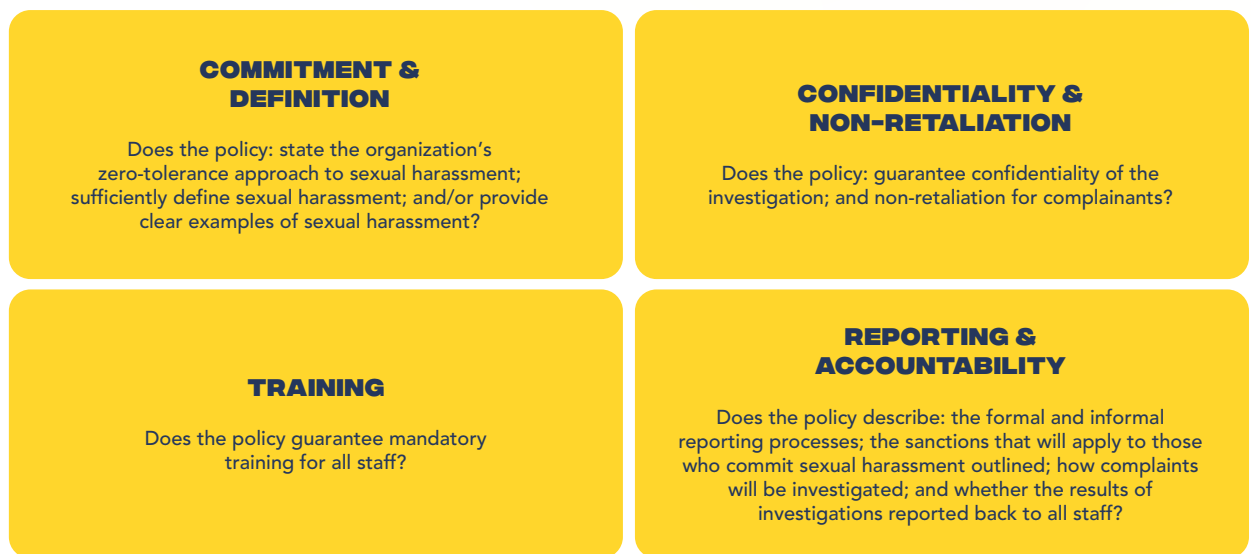 COMMITMENT &
DEFINITION
Does the policy: state the organization's
zero-tolerance approach to sexual harassment;
sufficiently define sexual harassment; and/or provide
clear examples of sexual harassment?
CONFIDENTIALITY &
NON-RETALIATION
Does the policy: guarantee confidentiality of the
investigation; and non-retaliation for complainants?
TRAINING
Does the policy guarantee mandatory
training for all staff?
REPORTING &
ACCOUNTABILITY
Does the policy describe: the formal and informal
reporting processes; the sanctions that will apply to those
who commit sexual harassment outlined; how complaints
will be investigated; and whether the results of
investigations reported back to all staff?